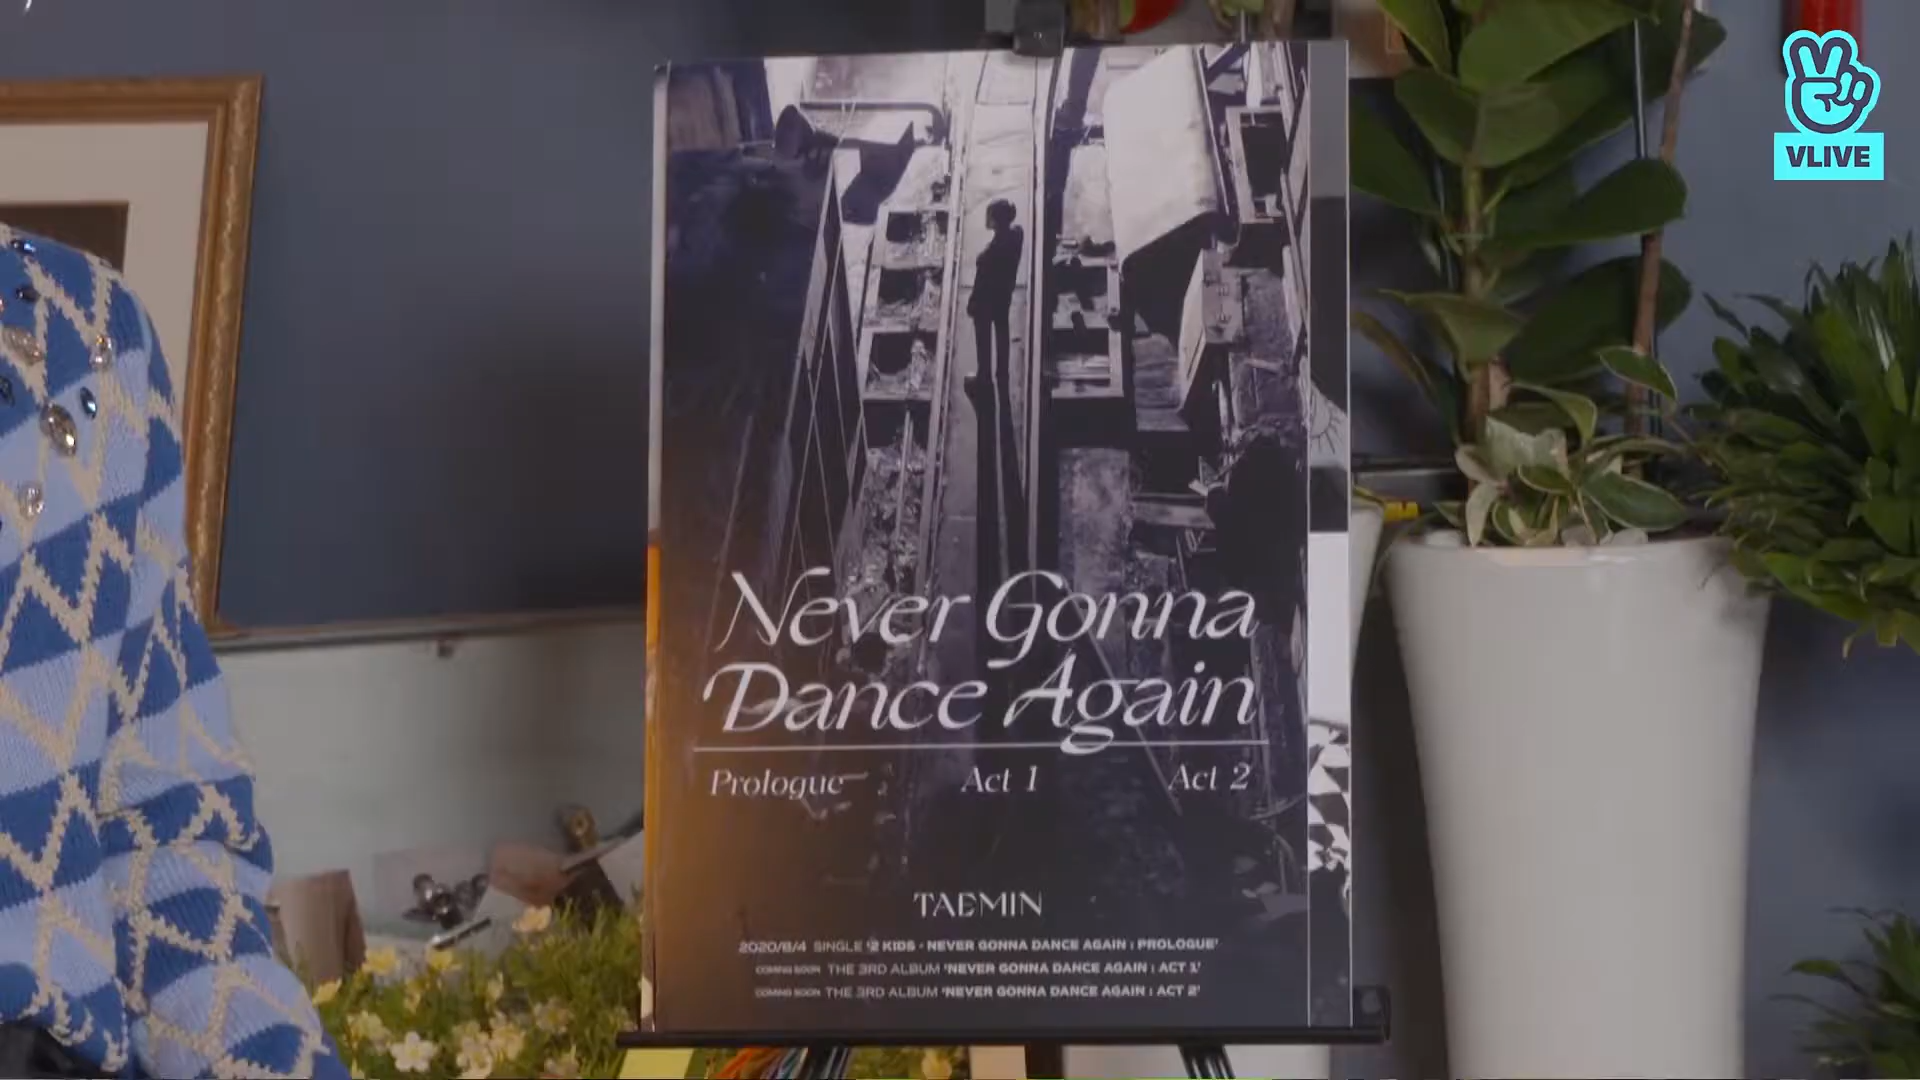 VLIVE
Never Gonna
Dance Again
Prologue Act 1 Act 2
TAEMIN
2020/8/4 SINGLE '2 KIDS - NEVER GONNA DANCE AGAIN : PROLOGUE'
COMING SOON THE 3RD ALBUM 'NEVER GONNA DANCE AGAIN : ACT 1'
COMING SOON THE 3RD ALBUM 'NEVER GONNA DANCE AGAIN : ACT 2'